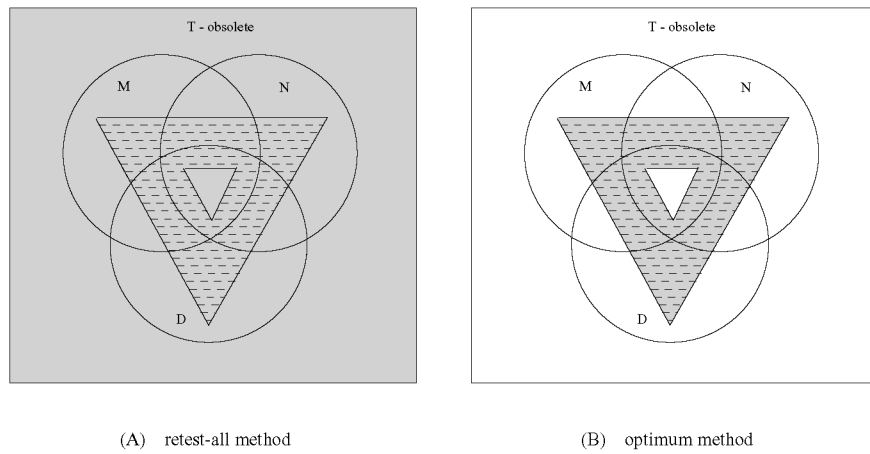 T - obsolete
M
N
D
(A) retest-all method
T - obsolete
M
N
D
(B) optimum method